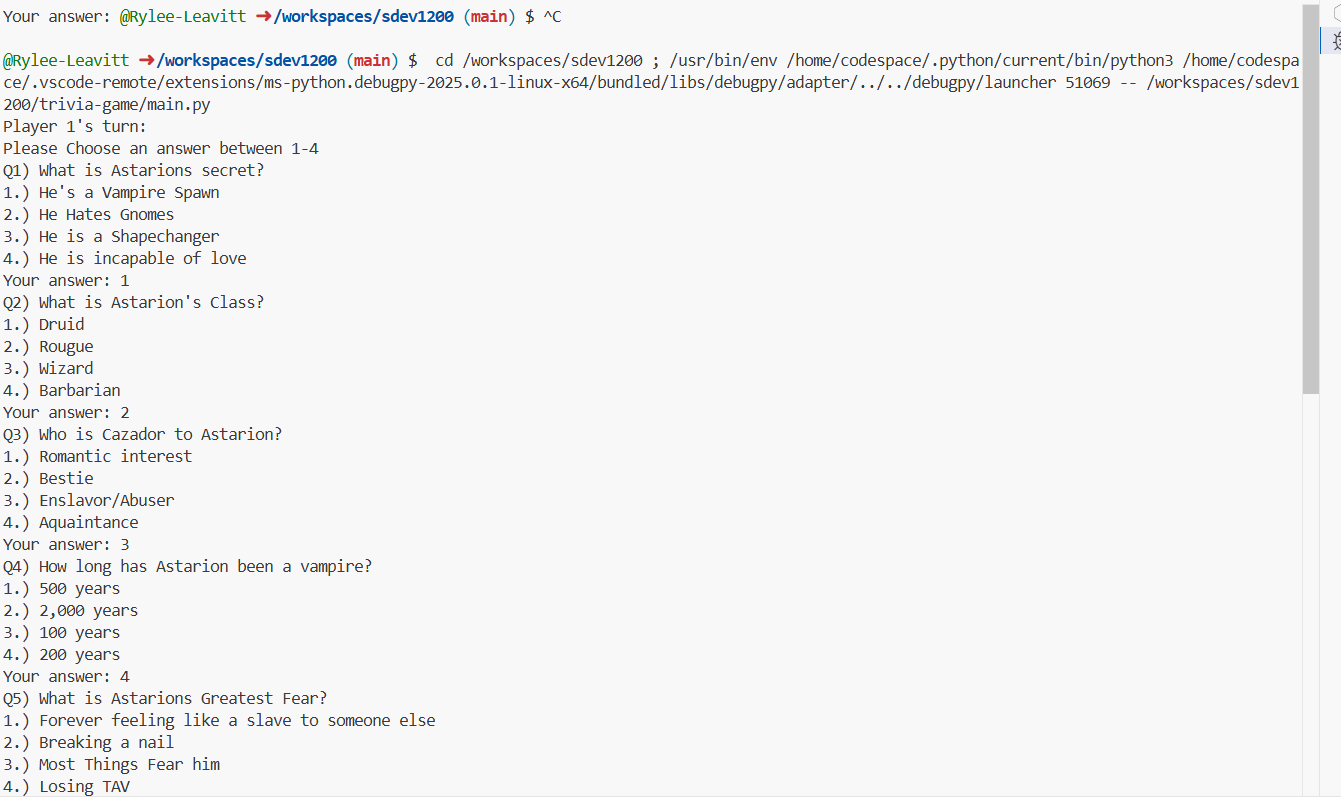 Your answer: @Rylee-Leavitt ➜/workspaces/sdev1200 (main) $ ^C
@Rylee-Leavitt ➜/workspaces/sdev1200 (main) $  cd /workspaces/sdev1200 ; /usr/bin/env /home/codespace/.python/current/bin/python3 /home/codespa
ce/.vscode-remote/extensions/ms-python.debugpy-2025.0.1-linux-x64/bundled/libs/debugpy/adapter/../../debugpy/launcher 51069 -- /workspaces/sdev1
200/trivia-game/main.py
Player 1's turn:
Please Choose an answer between 1-4
Q1) What is Astarions secret?
1.) He's a Vampire Spawn
2.) He Hates Gnomes
3.) He is a Shapechanger
4.) He is incapable of love
Your answer: 1
Q2) What is Astarion's Class?
1.) Druid
2.) Rougue
3.) Wizard
4.) Barbarian
Your answer: 2
Q3) Who is Cazador to Astarion?
1.) Romantic interest
2.) Bestie
3.) Enslavor/Abuser
4.) Aquaintance
Your answer: 3
Q4) How long has Astarion been a vampire?
1.) 500 years
2.) 2,000 years
3.) 100 years
4.) 200 years
Your answer: 4
Q5) What is Astarions Greatest Fear?
1.) Forever feeling like a slave to someone else
2.) Breaking a nail
3.) Most Things Fear him
4.) Losing TAV